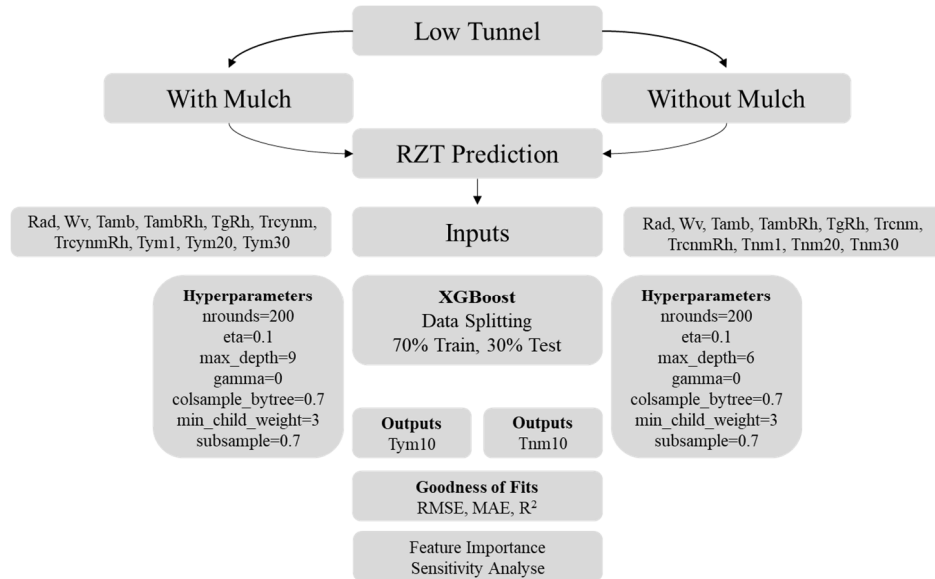 Low Tunnel
With Mulch
Without Mulch
RZT Prediction
Rad, Wv, Tamb, TambRh, TgRh, Trcynm,
TrcynmRh, Tym1, Tym20, Tym30
Inputs
Rad, Wv, Tamb, TambRh, TgRh, Trcnm,
TrcnmRh, Tnm1, Tnm20, Tnm30
Hyperparameters
nrounds=200
eta=0.1
max_depth=9
gamma=0
colsample_bytree=0.7
min_child_weight=3
subsample=0.7
XGBoost
Data Splitting
70% Train, 30% Test
Hyperparameters
nrounds=200
eta=0.1
max_depth=6
gamma=0
colsample_bytree=0.7
min_child_weight=3
subsample=0.7
Outputs
Tym10
Outputs
Tnm10
Goodness of Fits
RMSE, MAE, R²
Feature Importance
Sensitivity Analyse